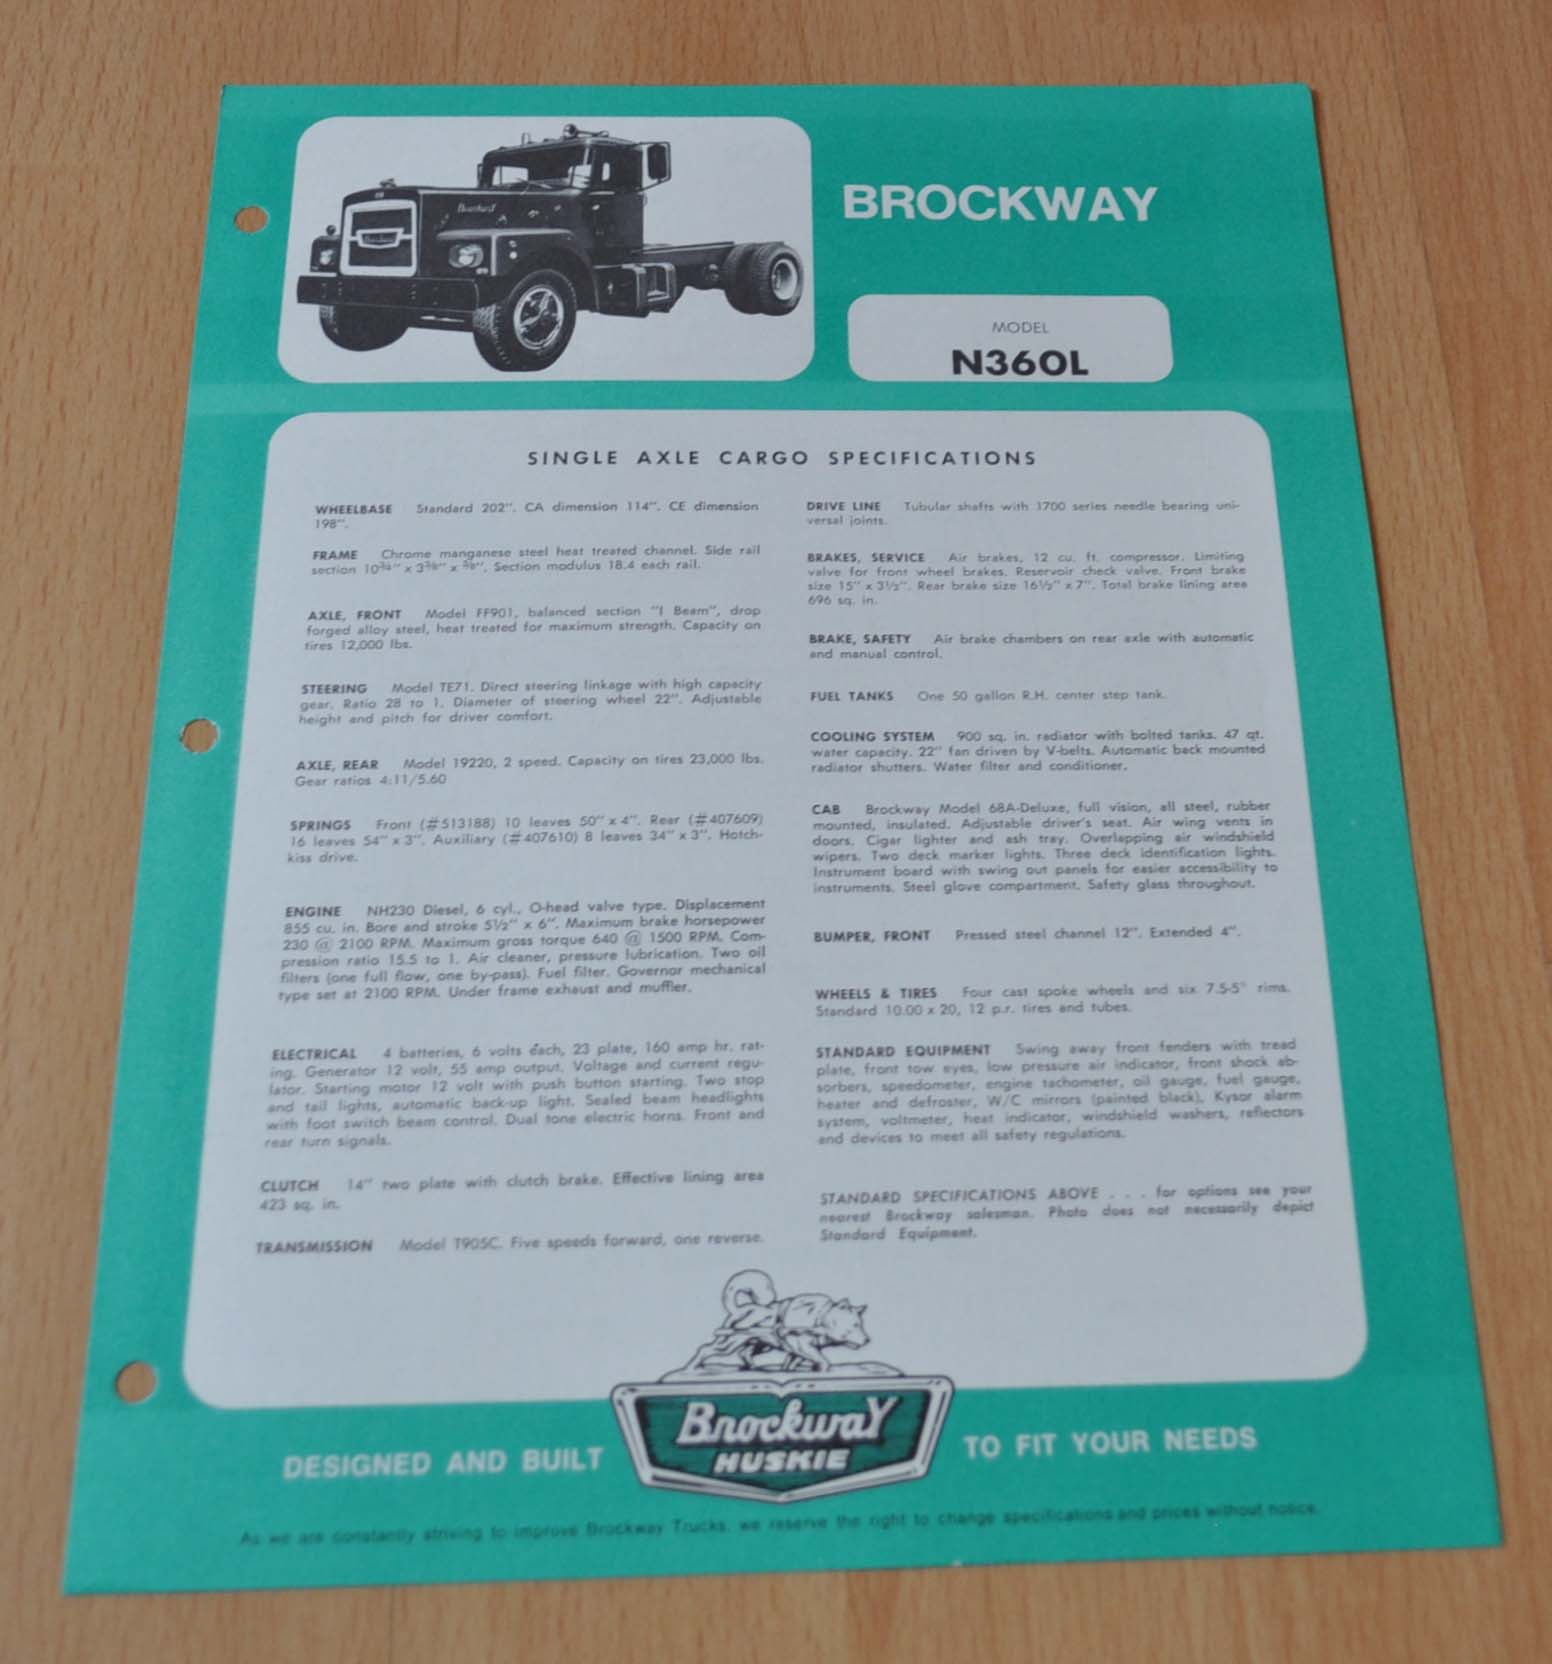 BROCKWAY
MODEL
N360L
SINGLE AXLE CARGO SPECIFICATIONS
WHEELBASE Standard 202". CA dimension 114". CE dimension
198".
FRAME Chrome manganese steel heat treated channel. Side rail
section 10¾" x 3⅜" x ⅜". Section modulus 18.4 each rail.
AXLE, FRONT Model FF901, balanced section "I Beam", drop
forged alloy steel, heat treated for maximum strength. Capacity on
tires 12,000 lbs.
STEERING Model TE71. Direct steering linkage with high capacity
gear. Ratio 28 to 1. Diameter of steering wheel 22". Adjustable
height and pitch for driver comfort.
AXLE, REAR Model 19220, 2 speed. Capacity on tires 23,000 lbs.
Gear ratios 4:11/5.60
SPRINGS Front (#513188) 10 leaves 50" x 4". Rear (#407609)
16 leaves 54" x 3". Auxiliary (#407610) 8 leaves 34" x 3". Hotch-
kiss drive.
ENGINE NH230 Diesel, 6 cyl., O-head valve type. Displacement
855 cu. in. Bore and stroke 5½" x 6". Maximum brake horsepower
230 @ 2100 RPM. Maximum gross torque 640 @ 1500 RPM. Com-
pression ratio 15.5 to 1. Air cleaner, pressure lubrication. Two oil
filters (one full flow, one by-pass). Fuel filter. Governor mechanical
type set at 2100 RPM. Under frame exhaust and muffler.
ELECTRICAL 4 batteries, 6 volts each, 23 plate, 160 amp hr. rat-
ing. Generator 12 volt, 55 amp output. Voltage and current regu-
lator. Starting motor 12 volt with push button starting. Two stop
and tail lights, automatic back-up light. Sealed beam headlights
with foot switch beam control. Dual tone electric horns. Front and
rear turn signals.
CLUTCH 14" two plate with clutch brake. Effective lining area
423 sq. in.
TRANSMISSION Model T905C. Five speeds forward, one reverse.
DRIVE LINE Tubular shafts with 1700 series needle bearing uni-
versal joints.
BRAKES, SERVICE Air brakes, 12 cu. ft. compressor. Limiting
valve for front wheel brakes. Reservoir check valve. Front brake
size 15" x 3½". Rear brake size 16½" x 7". Total brake lining area
696 sq. in.
BRAKE, SAFETY Air brake chambers on rear axle with automatic
and manual control.
FUEL TANKS One 50 gallon R.H. center step tank.
COOLING SYSTEM 900 sq. in. radiator with bolted tanks. 47 qt.
water capacity. 22" fan driven by V-belts. Automatic back mounted
radiator shutters. Water filter and conditioner.
CAB Brockway Model 68A-Deluxe, full vision, all steel, rubber
mounted, insulated. Adjustable driver's seat. Air wing vents in
doors. Cigar lighter and ash tray. Overlapping air windshield
wipers. Two deck marker lights. Three deck identification lights.
Instrument board with swing out panels for easier accessibility to
instruments. Steel glove compartment. Safety glass throughout.
BUMPER, FRONT Pressed steel channel 12". Extended 4".
WHEELS & TIRES Four cast spoke wheels and six 7.5-5° rims.
Standard 10.00 x 20, 12 p.r. tires and tubes.
STANDARD EQUIPMENT Swing away front fenders with tread
plate, front tow eyes, low pressure air indicator, front shock ab-
sorbers, speedometer, engine tachometer, oil gauge, fuel gauge,
heater and defroster, W/C mirrors (painted black), Kysor alarm
system, voltmeter, heat indicator, windshield washers, reflectors
and devices to meet all safety regulations.
STANDARD SPECIFICATIONS ABOVE . . . for options see your
nearest Brockway salesman. Photo does not necessarily depict
Standard Equipment.
Brockway
HUSKIE
DESIGNED AND BUILT TO FIT YOUR NEEDS
As we are constantly striving to improve Brockway Trucks, we reserve the right to change specifications and prices without notice.